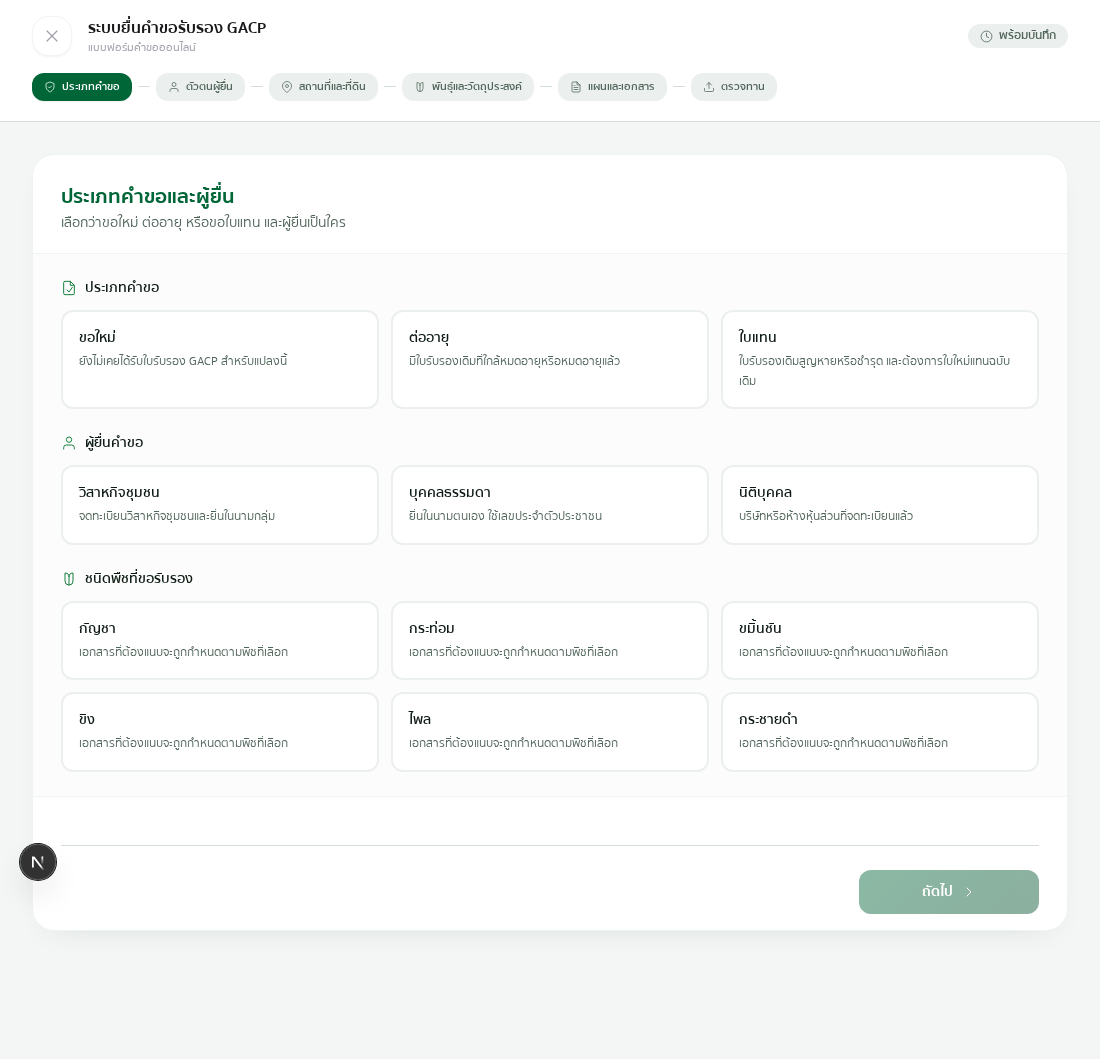 ระบบยื่นคำขอรับรอง GACP
แบบฟอร์มคำขอออนไลน์
พร้อมบันทึก
ประเภทคำขอ
ตัวตนผู้ยื่น
สถานที่และที่ดิน
พันธุ์และวัตถุประสงค์
แผนและเอกสาร
ตรวจทาน
ประเภทคำขอและผู้ยื่น
เลือกว่าขอใหม่ ต่ออายุ หรือขอใบแทน และผู้ยื่นเป็นใคร
ประเภทคำขอ
ขอใหม่
ยังไม่เคยได้รับใบรับรอง GACP สำหรับแปลงนี้
ต่ออายุ
มีใบรับรองเดิมที่ใกล้หมดอายุหรือหมดอายุแล้ว
ใบแทน
ใบรับรองเดิมสูญหายหรือชำรุด และต้องการใบใหม่แทนฉบับ
เดิม
ผู้ยื่นคำขอ
วิสาหกิจชุมชน
จดทะเบียนวิสาหกิจชุมชนและยื่นในนามกลุ่ม
บุคคลธรรมดา
ยื่นในนามตนเอง ใช้เลขประจำตัวประชาชน
นิติบุคคล
บริษัทหรือห้างหุ้นส่วนที่จดทะเบียนแล้ว
ชนิดพืชที่ขอรับรอง
กัญชา
เอกสารที่ต้องแนบจะถูกกำหนดตามพืชที่เลือก
กระท่อม
เอกสารที่ต้องแนบจะถูกกำหนดตามพืชที่เลือก
ขมิ้นชัน
เอกสารที่ต้องแนบจะถูกกำหนดตามพืชที่เลือก
ขิง
เอกสารที่ต้องแนบจะถูกกำหนดตามพืชที่เลือก
ไพล
เอกสารที่ต้องแนบจะถูกกำหนดตามพืชที่เลือก
กระชายดำ
เอกสารที่ต้องแนบจะถูกกำหนดตามพืชที่เลือก
N
ถัดไป